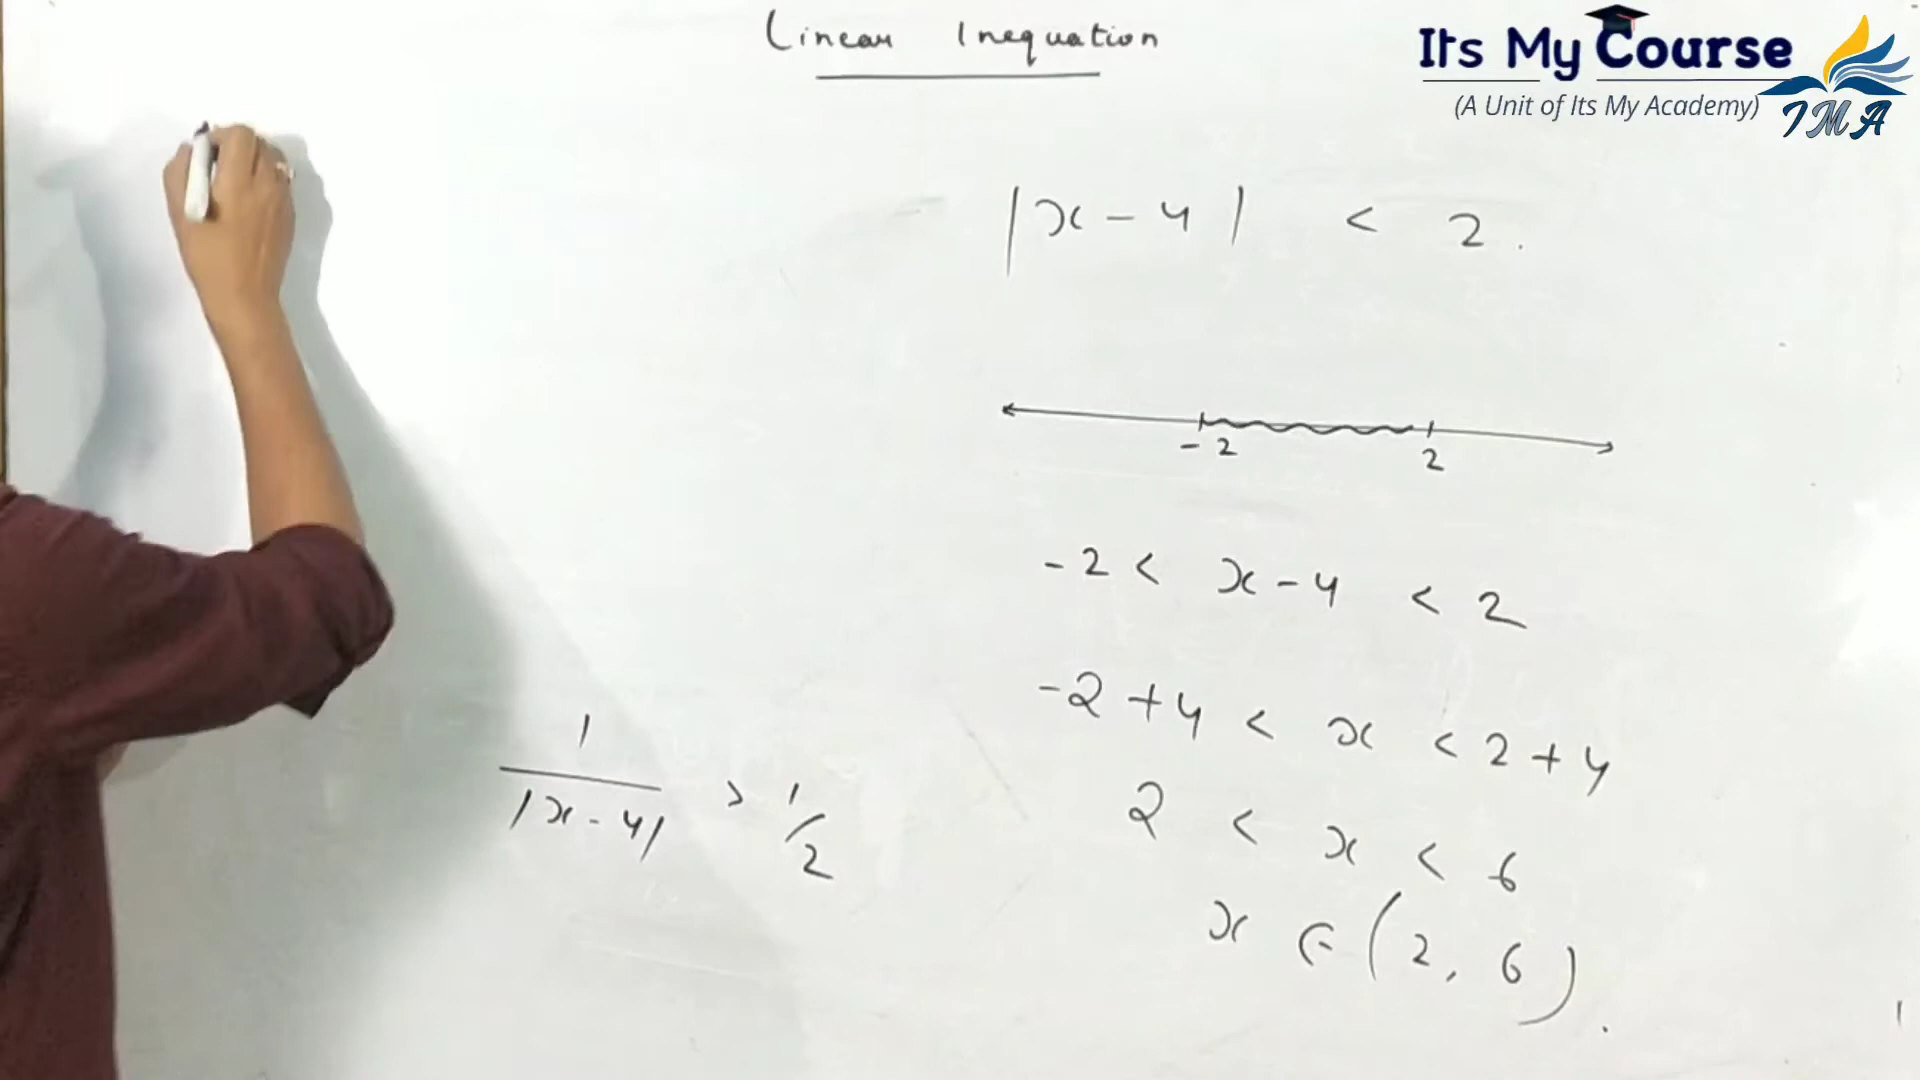 Linear Inequation
Its My Course
(A Unit of Its My Academy)
IMA
|x - 4| < 2.
-2 2
-2 < x - 4 < 2
-2 + 4 < x < 2 + 4
2 < x < 6
x ∈ (2, 6).
1
|x - 4| > 1/2